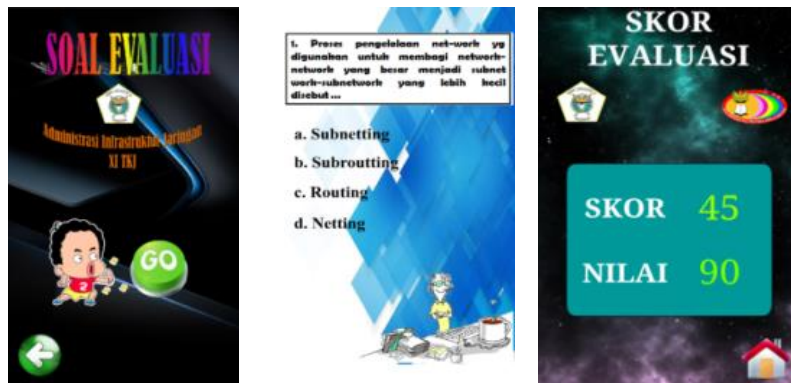 SOAL EVALUASI
Administrasi Infrastruktur Jaringan
XI TKJ
2
GO
1. Proses pengelolaan net-work yg
digunakan untuk membagi network-
network yang besar menjadi subnet
work-subnetwork yang lebih kecil
disebut ...
a. Subnetting
b. Subroutting
c. Routing
d. Netting
SKOR
EVALUASI
SKOR 45
NILAI 90